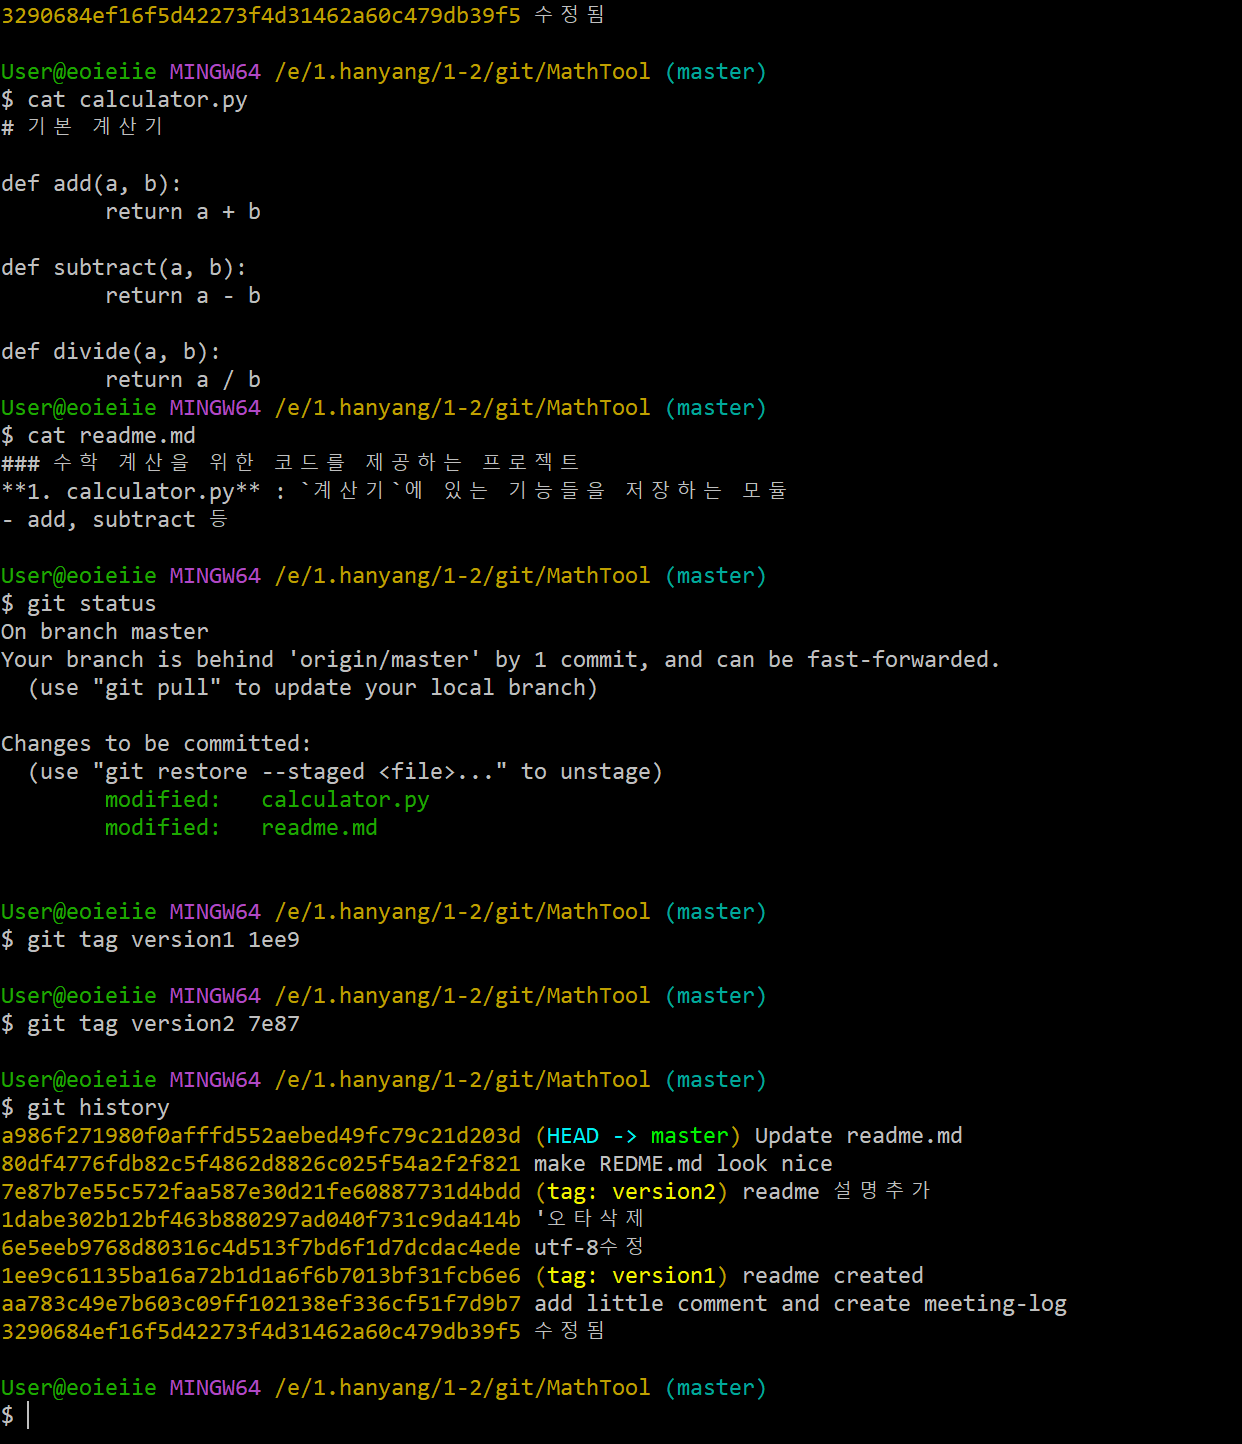 3290684ef16f5d42273f4d31462a60c479db39f5 수정됨
User@eoieiie MINGW64 /e/1.hanyang/1-2/git/MathTool (master)
$ cat calculator.py
# 기본 계산기
def add(a, b):
        return a + b
def subtract(a, b):
        return a - b
def divide(a, b):
        return a / b
User@eoieiie MINGW64 /e/1.hanyang/1-2/git/MathTool (master)
$ cat readme.md
### 수학 계산을 위한 코드를 제공하는 프로젝트
**1. calculator.py** : `계산기`에 있는 기능들을 저장하는 모듈
- add, subtract 등
User@eoieiie MINGW64 /e/1.hanyang/1-2/git/MathTool (master)
$ git status
On branch master
Your branch is behind 'origin/master' by 1 commit, and can be fast-forwarded.
  (use "git pull" to update your local branch)
Changes to be committed:
  (use "git restore --staged <file>..." to unstage)
        modified:   calculator.py
        modified:   readme.md
User@eoieiie MINGW64 /e/1.hanyang/1-2/git/MathTool (master)
$ git tag version1 1ee9
User@eoieiie MINGW64 /e/1.hanyang/1-2/git/MathTool (master)
$ git tag version2 7e87
User@eoieiie MINGW64 /e/1.hanyang/1-2/git/MathTool (master)
$ git history
a986f271980f0afffd552aebed49fc79c21d203d (HEAD -> master) Update readme.md
80df4776fdb82c5f4862d8826c025f54a2f2f821 make REDME.md look nice
7e87b7e55c572faa587e30d21fe60887731d4bdd (tag: version2) readme 설명추가
1dabe302b12bf463b880297ad040f731c9da414b '오타삭제
6e5eeb9768d80316c4d513f7bd6f1d7dcdac4ede utf-8수정
1ee9c61135ba16a72b1d1a6f6b7013bf31fcb6e6 (tag: version1) readme created
aa783c49e7b603c09ff102138ef336cf51f7d9b7 add little comment and create meeting-log
3290684ef16f5d42273f4d31462a60c479db39f5 수정됨
User@eoieiie MINGW64 /e/1.hanyang/1-2/git/MathTool (master)
$